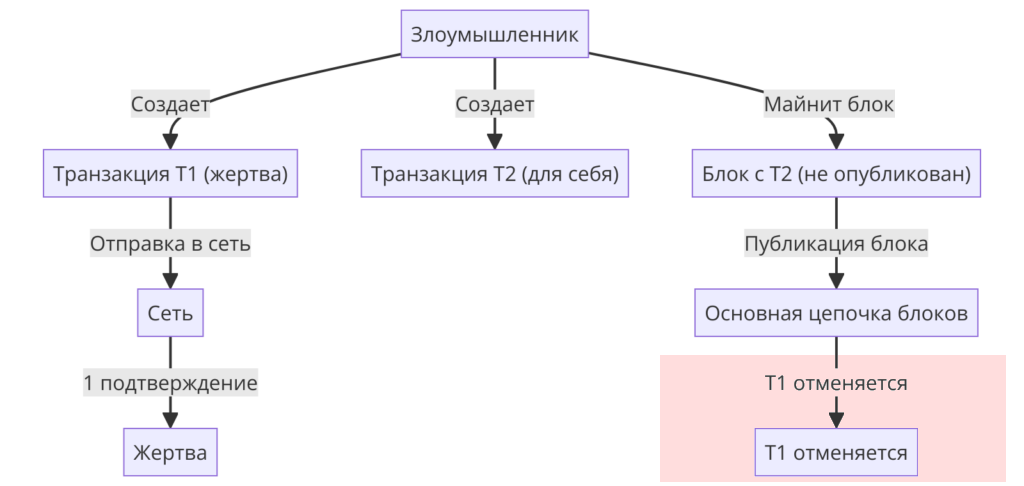 Злоумышленник
Создает
Создает
Майнит блок
Транзакция T1 (жертва)
Транзакция T2 (для себя)
Блок с T2 (не опубликован)
Отправка в сеть
Публикация блока
Сеть
Основная цепочка блоков
1 подтверждение
T1 отменяется
Жертва
T1 отменяется